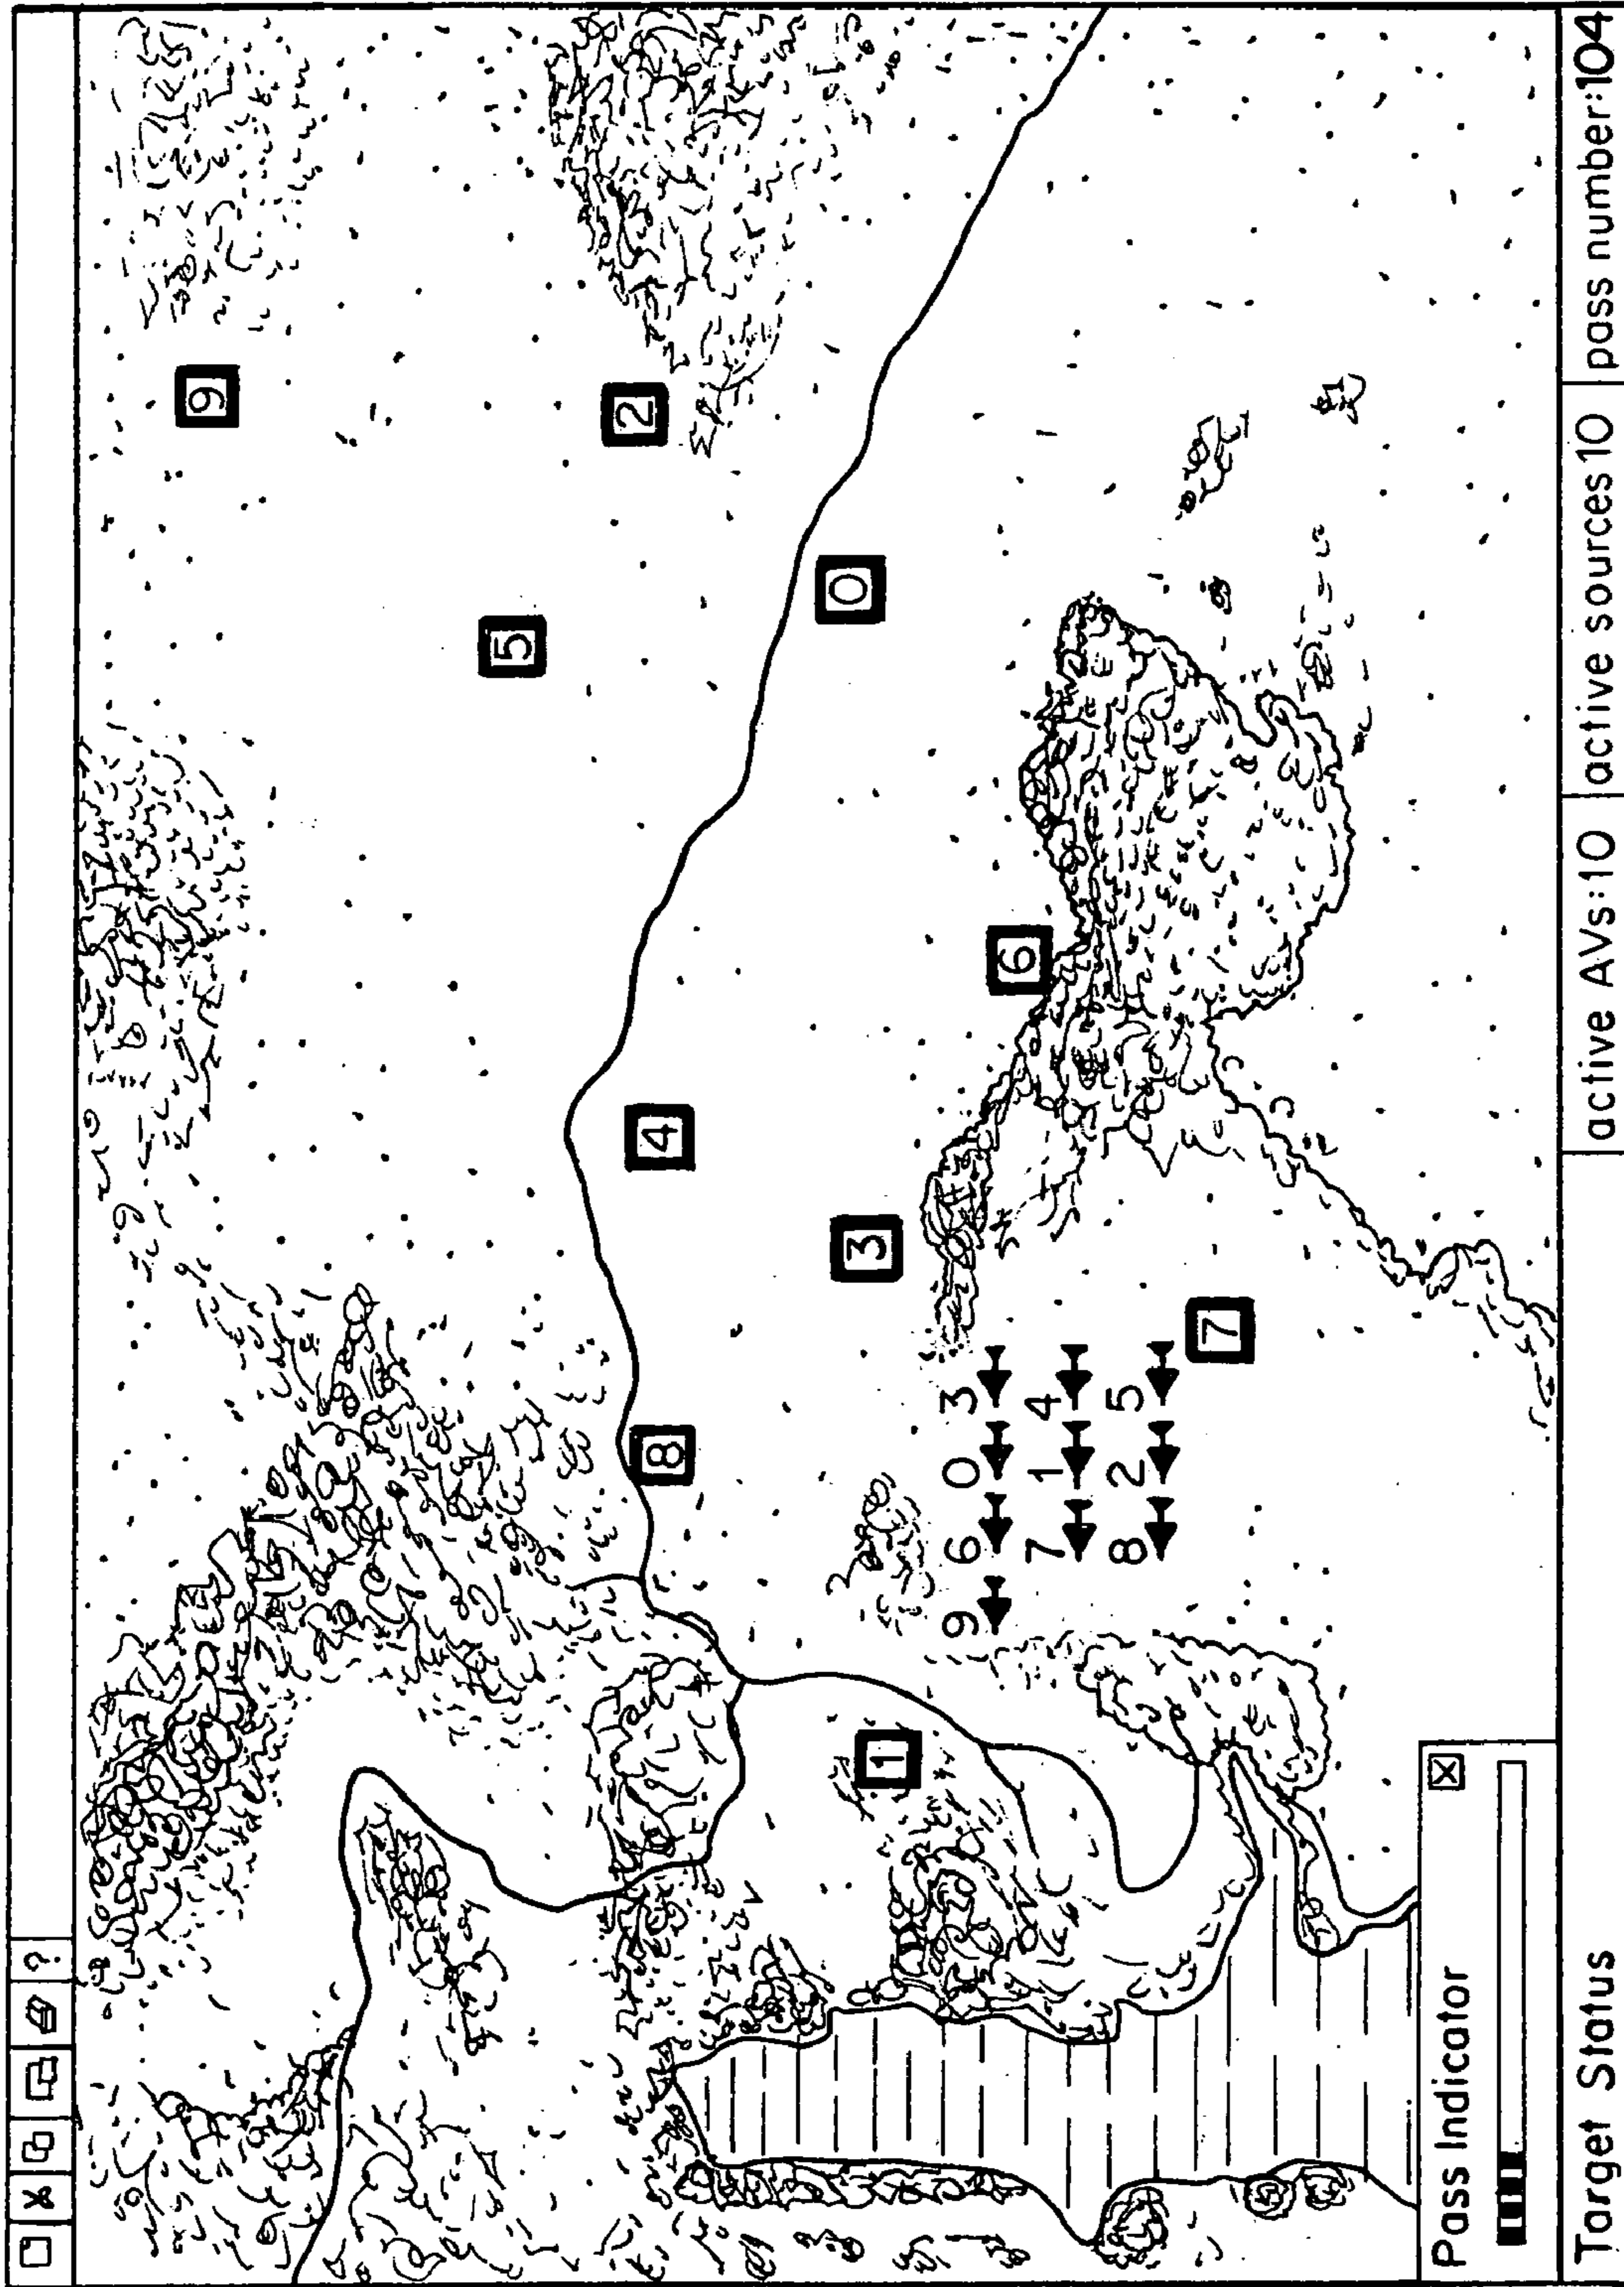 ?
9
5
8 4 2
1 3 0
9 6 0 3
6
7 1 4
8 2 5
7
Pass Indicator
Target Status active AVs:10 active sources 10 pass number:104